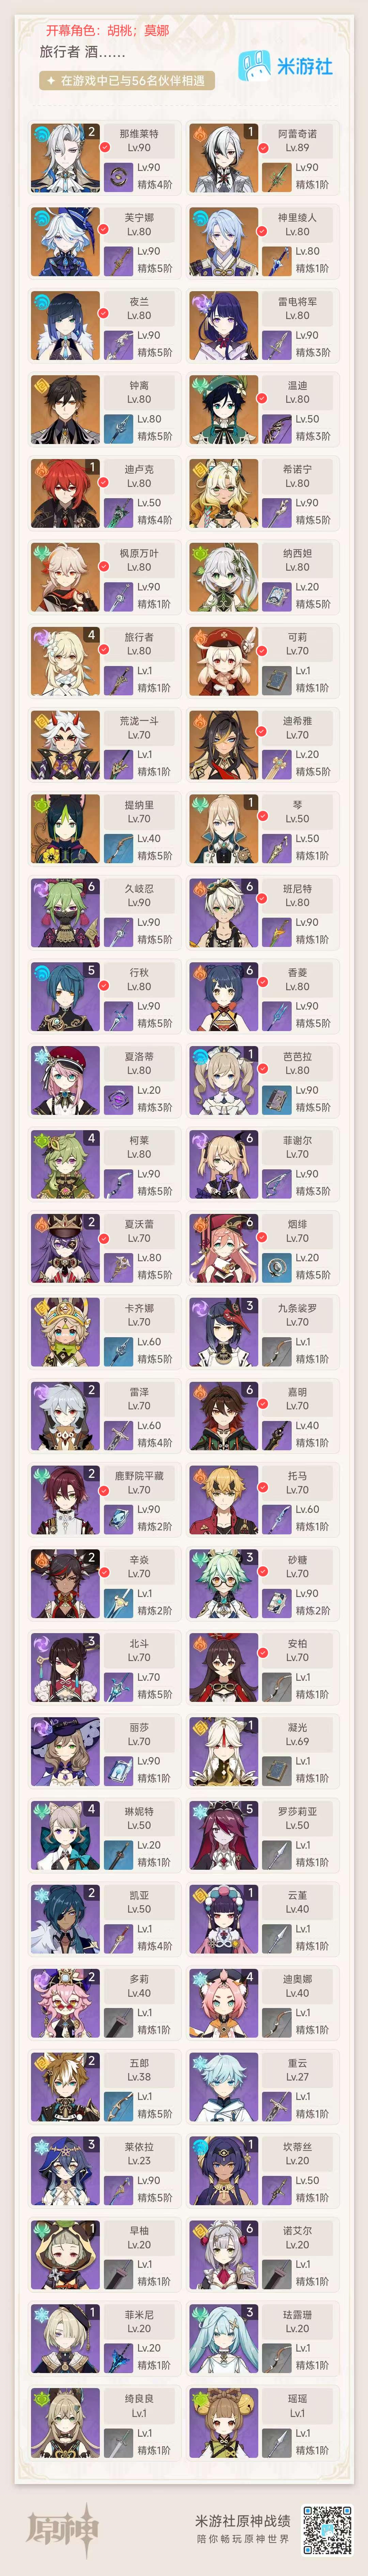 开幕角色：胡桃；莫娜
旅行者 酒……
米游社
在游戏中已与56名伙伴相遇
2 那维莱特 Lv.90 Lv.90 精炼4阶
1 阿蕾奇诺 Lv.89 Lv.90 精炼1阶
芙宁娜 Lv.80 Lv.90 精炼5阶
神里绫人 Lv.80 Lv.80 精炼1阶
夜兰 Lv.80 Lv.90 精炼5阶
雷电将军 Lv.80 Lv.90 精炼3阶
钟离 Lv.80 Lv.80 精炼5阶
温迪 Lv.80 Lv.50 精炼3阶
1 迪卢克 Lv.80 Lv.50 精炼4阶
希诺宁 Lv.80 Lv.90 精炼5阶
枫原万叶 Lv.80 Lv.90 精炼1阶
纳西妲 Lv.80 Lv.20 精炼5阶
4 旅行者 Lv.80 Lv.1 精炼1阶
可莉 Lv.70 Lv.1 精炼1阶
荒泷一斗 Lv.70 Lv.1 精炼1阶
迪希雅 Lv.70 Lv.20 精炼5阶
提纳里 Lv.70 Lv.40 精炼5阶
1 琴 Lv.50 Lv.50 精炼1阶
6 久岐忍 Lv.90 Lv.90 精炼5阶
6 班尼特 Lv.80 Lv.90 精炼1阶
5 行秋 Lv.80 Lv.90 精炼5阶
6 香菱 Lv.80 Lv.90 精炼5阶
夏洛蒂 Lv.80 Lv.20 精炼3阶
1 芭芭拉 Lv.80 Lv.90 精炼5阶
4 柯莱 Lv.80 Lv.90 精炼5阶
6 菲谢尔 Lv.70 Lv.90 精炼3阶
2 夏沃蕾 Lv.70 Lv.80 精炼5阶
6 烟绯 Lv.70 Lv.20 精炼5阶
卡齐娜 Lv.70 Lv.60 精炼5阶
3 九条裟罗 Lv.70 Lv.1 精炼1阶
2 雷泽 Lv.70 Lv.60 精炼4阶
6 嘉明 Lv.70 Lv.40 精炼1阶
2 鹿野院平藏 Lv.70 Lv.90 精炼2阶
托马 Lv.70 Lv.60 精炼1阶
2 辛焱 Lv.70 Lv.1 精炼2阶
3 砂糖 Lv.70 Lv.90 精炼2阶
3 北斗 Lv.70 Lv.70 精炼5阶
安柏 Lv.70 Lv.1 精炼1阶
丽莎 Lv.70 Lv.90 精炼1阶
1 凝光 Lv.69 Lv.1 精炼1阶
4 琳妮特 Lv.50 Lv.20 精炼1阶
5 罗莎莉亚 Lv.50 Lv.1 精炼1阶
2 凯亚 Lv.50 Lv.1 精炼4阶
1 云堇 Lv.40 Lv.1 精炼1阶
2 多莉 Lv.40 Lv.1 精炼1阶
4 迪奥娜 Lv.40 Lv.1 精炼1阶
2 五郎 Lv.38 Lv.1 精炼5阶
重云 Lv.27 Lv.1 精炼1阶
3 莱依拉 Lv.23 Lv.90 精炼5阶
1 坎蒂丝 Lv.20 Lv.50 精炼1阶
1 早柚 Lv.20 Lv.1 精炼1阶
6 诺艾尔 Lv.20 Lv.1 精炼1阶
1 菲米尼 Lv.20 Lv.20 精炼1阶
3 珐露珊 Lv.20 Lv.1 精炼1阶
绮良良 Lv.1 Lv.1 精炼1阶
瑶瑶 Lv.1 Lv.1 精炼1阶
原神
米游社原神战绩
陪你畅玩原神世界